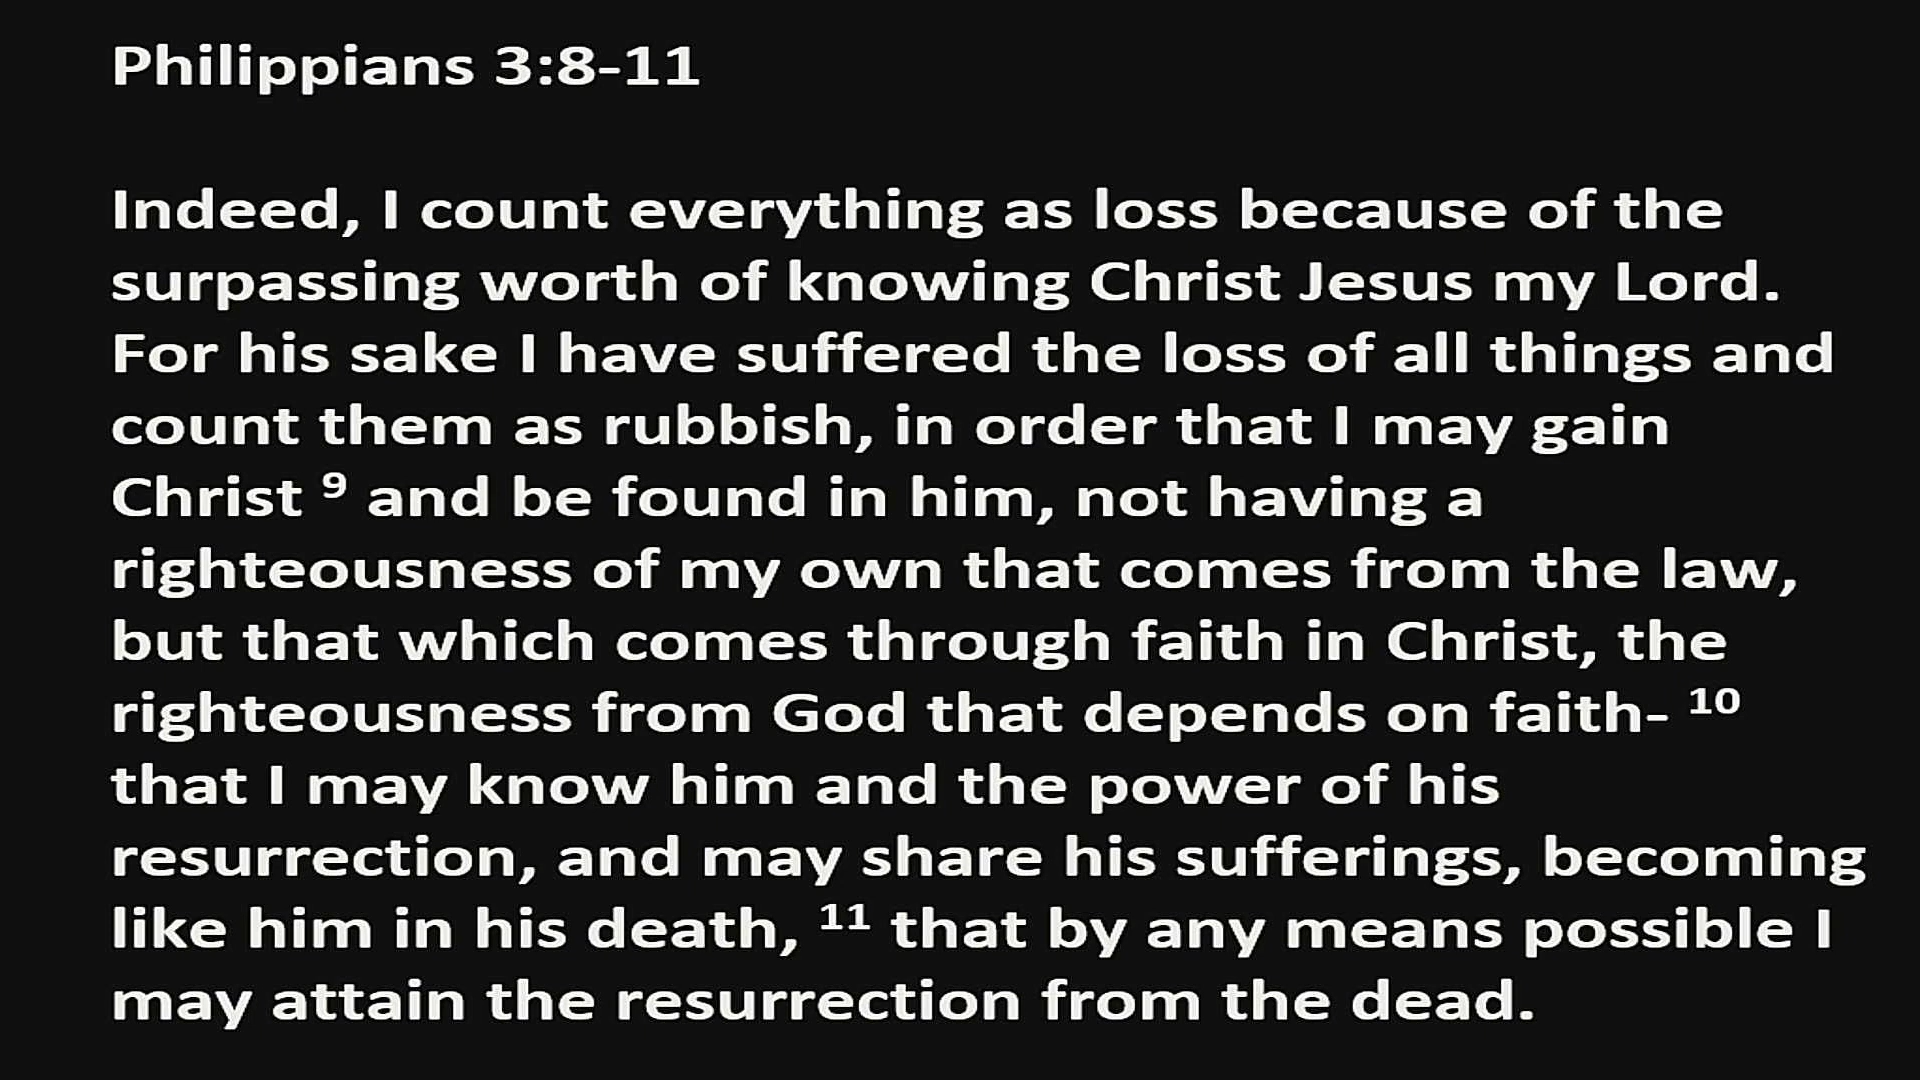 Philippians 3:8-11
Indeed, I count everything as loss because of the
surpassing worth of knowing Christ Jesus my Lord.
For his sake I have suffered the loss of all things and
count them as rubbish, in order that I may gain
Christ ⁹ and be found in him, not having a
righteousness of my own that comes from the law,
but that which comes through faith in Christ, the
righteousness from God that depends on faith- ¹⁰
that I may know him and the power of his
resurrection, and may share his sufferings, becoming
like him in his death, ¹¹ that by any means possible I
may attain the resurrection from the dead.